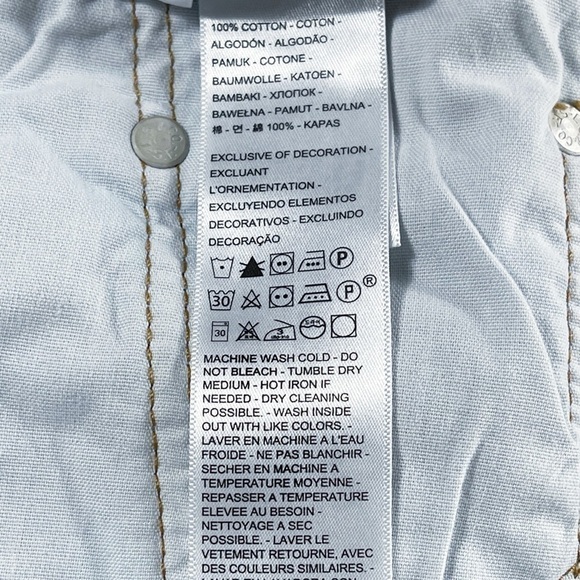 100% COTTON - COTON -
ALGODÓN - ALGODÃO -
PAMUK - COTONE -
BAUMWOLLE - KATOEN -
BAMBAKI - ХЛОПОК -
BAWEŁNA - PAMUT - BAVLNA -
棉 - 면 - 綿 100% - KAPAS
EXCLUSIVE OF DECORATION -
EXCLUANT
L'ORNEMENTATION -
EXCLUYENDO ELEMENTOS
DECORATIVOS - EXCLUINDO
DECORAÇÃO
P
30 P ®
30
MACHINE WASH COLD - DO
NOT BLEACH - TUMBLE DRY
MEDIUM - HOT IRON IF
NEEDED - DRY CLEANING
POSSIBLE. - WASH INSIDE
OUT WITH LIKE COLORS. -
LAVER EN MACHINE A L'EAU
FROIDE - NE PAS BLANCHIR -
SECHER EN MACHINE A
TEMPERATURE MOYENNE -
REPASSER A TEMPERATURE
ELEVEE AU BESOIN -
NETTOYAGE A SEC
POSSIBLE. - LAVER LE
VETEMENT RETOURNE, AVEC
DES COULEURS SIMILAIRES. -